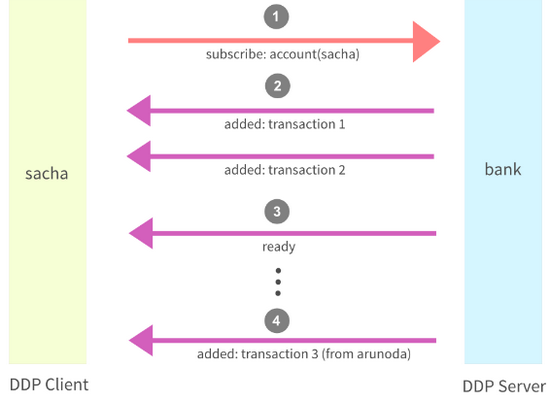 1
subscribe: account(sacha)
2
added: transaction 1
sacha
bank
added: transaction 2
3
ready
4
added: transaction 3 (from arunoda)
DDP Client
DDP Server